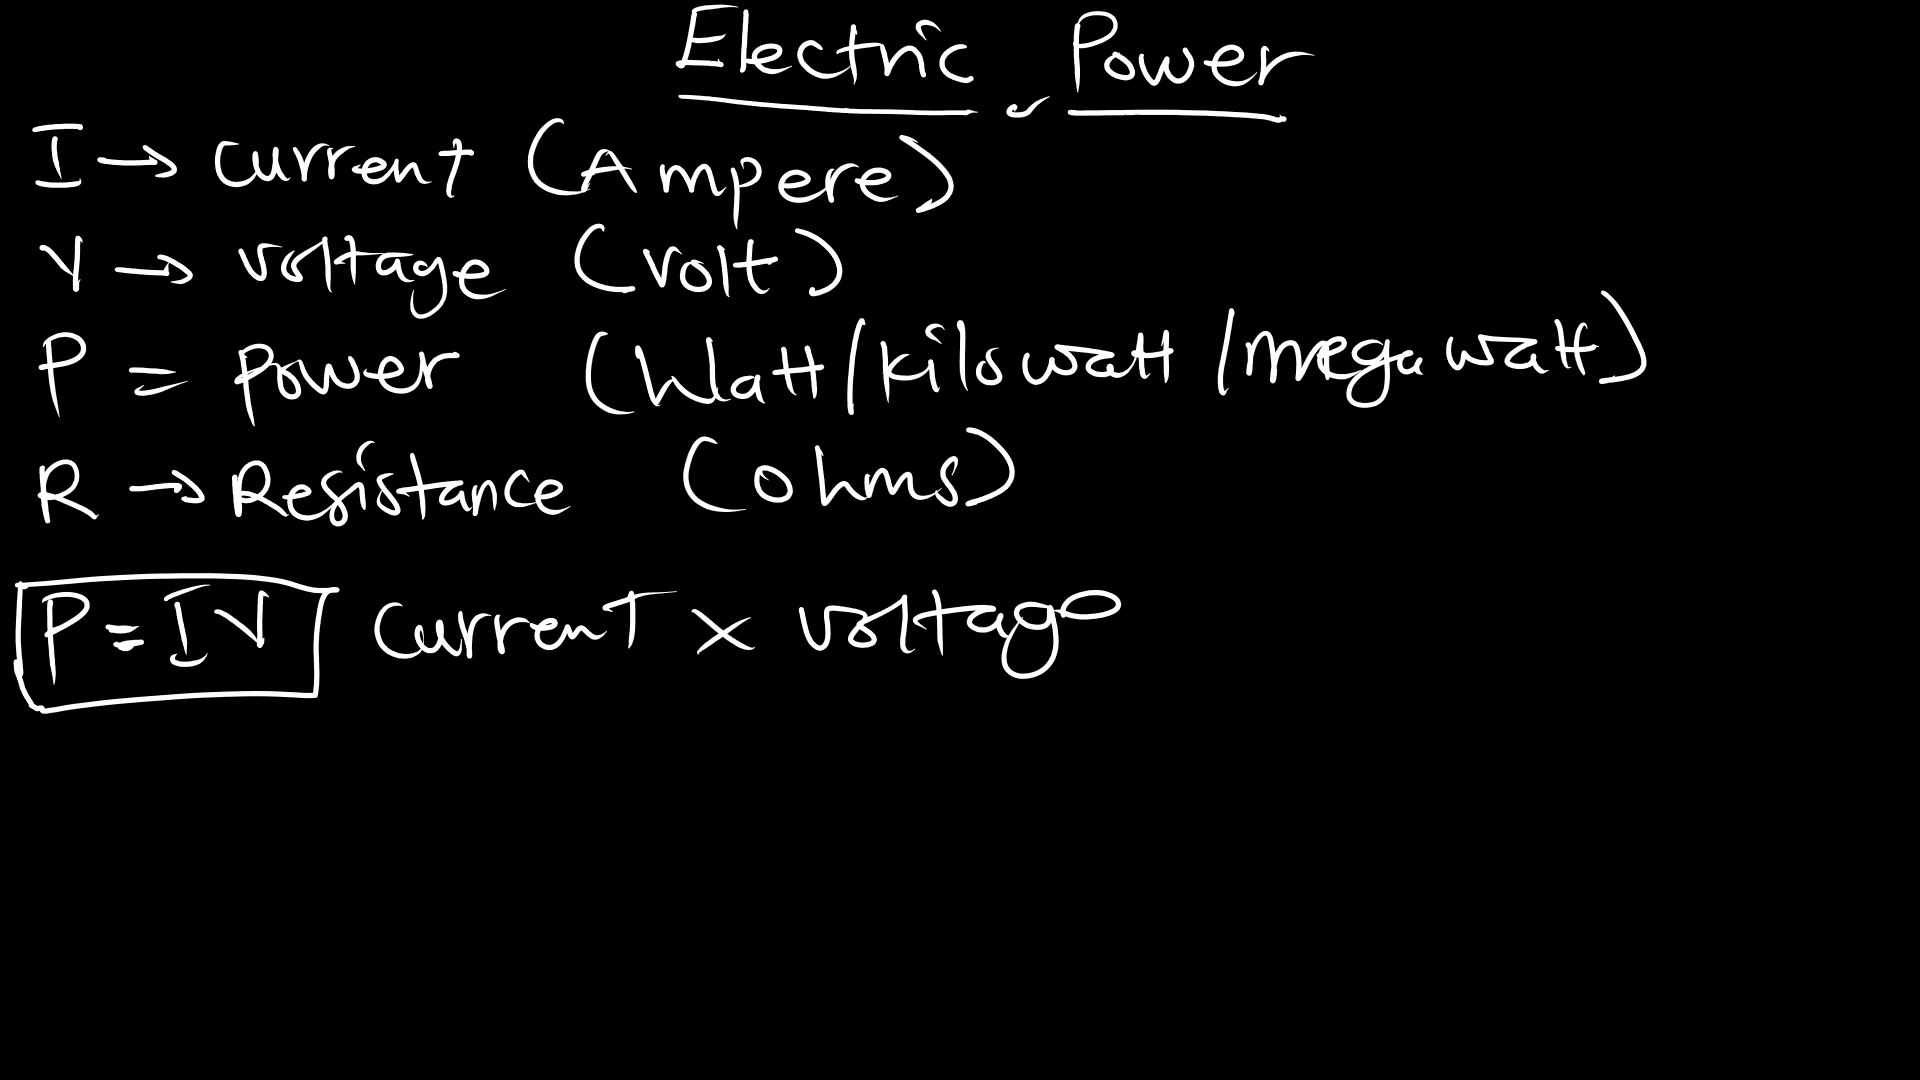 Electric Power
I → current (Ampere)
V → voltage (volt)
P = power (Watt/kilowatt/megawatt)
R → Resistance (ohms)
P = IV current × voltage